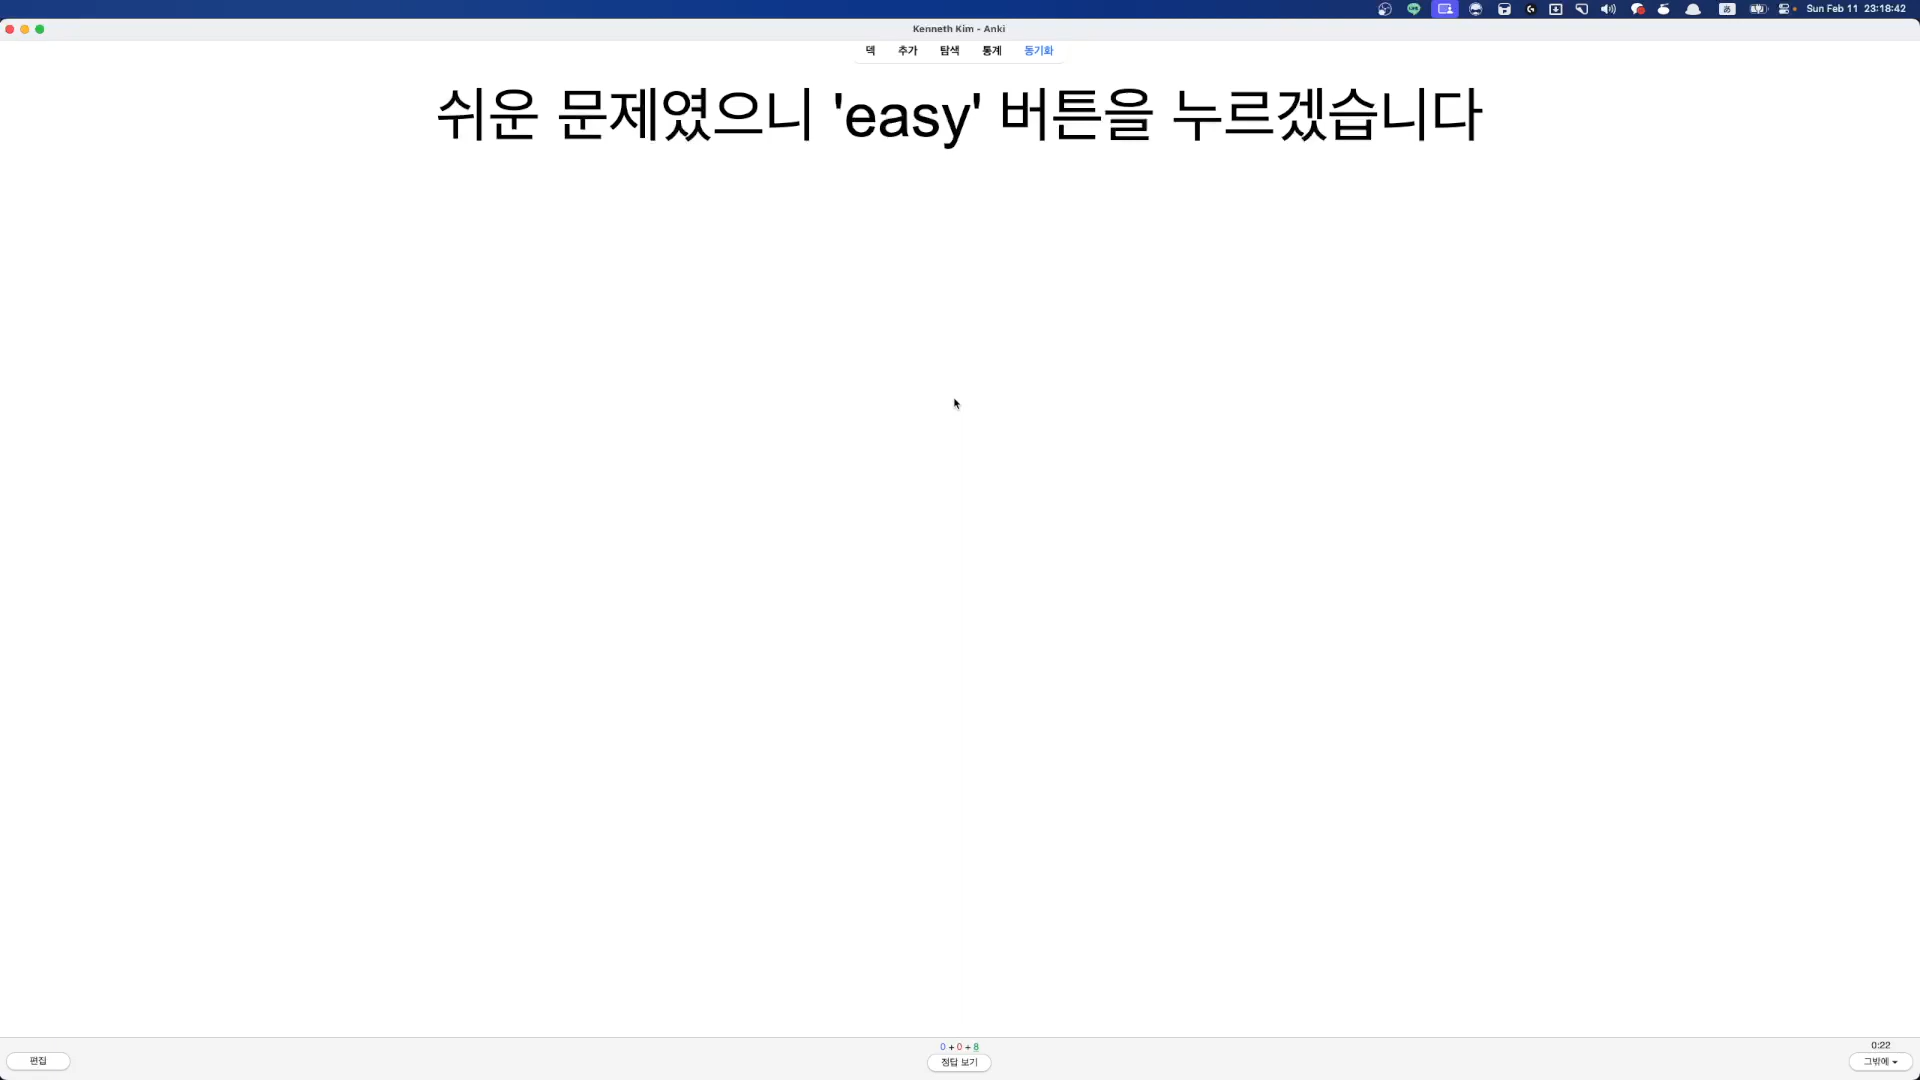 Sun Feb 11 23:18:42
Kenneth Kim - Anki
덱 추가 탐색 통계 동기화
쉬운 문제였으니 'easy' 버튼을 누르겠습니다
0 + 0 + 8
0:22
편집 정답 보기 그밖에